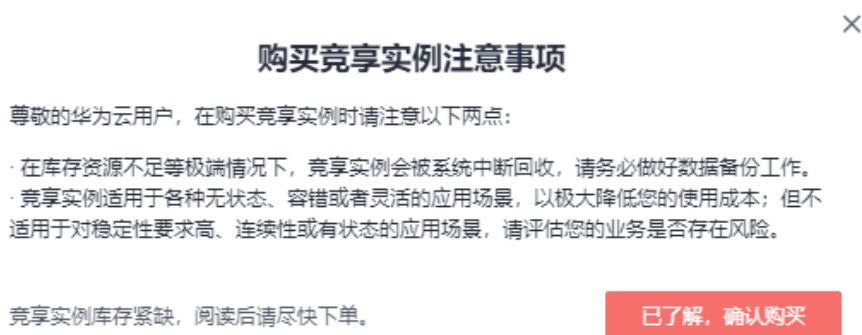 购买竞享实例注意事项
尊敬的华为云用户，在购买竞享实例时请注意以下两点：
· 在库存资源不足等极端情况下，竞享实例会被系统中断回收，请务必做好数据备份工作。
· 竞享实例适用于各种无状态、容错或者灵活的应用场景，以极大降低您的使用成本；但不
适用于对稳定性要求高、连续性或有状态的应用场景，请评估您的业务是否存在风险。
竞享实例库存紧缺，阅读后请尽快下单。
已了解，确认购买